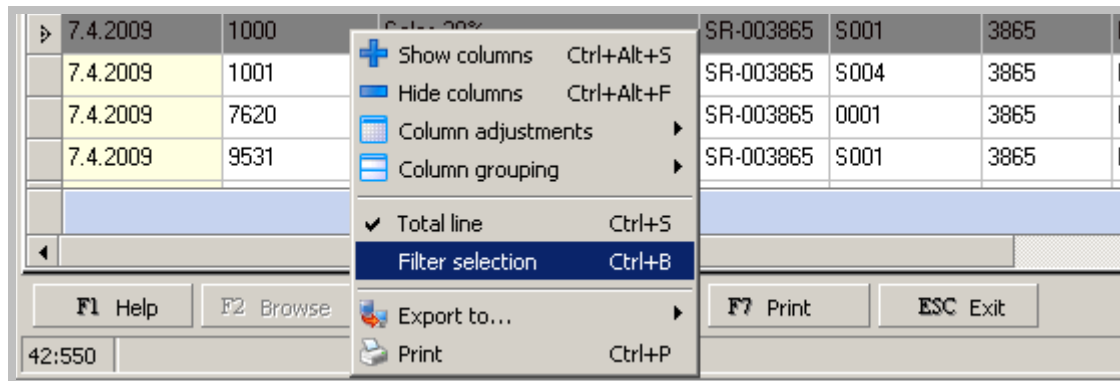 7.4.2009 1000 Sales 20% SR-003865 S001 3865
Show columns Ctrl+Alt+S
7.4.2009 1001 SR-003865 S004 3865
Hide columns Ctrl+Alt+F
7.4.2009 7620 SR-003865 0001 3865
Column adjustments
7.4.2009 9531 SR-003865 S001 3865
Column grouping
Total line Ctrl+S
Filter selection Ctrl+B
F1 Help F2 Browse F7 Print ESC Exit
Export to...
42:550
Print Ctrl+P